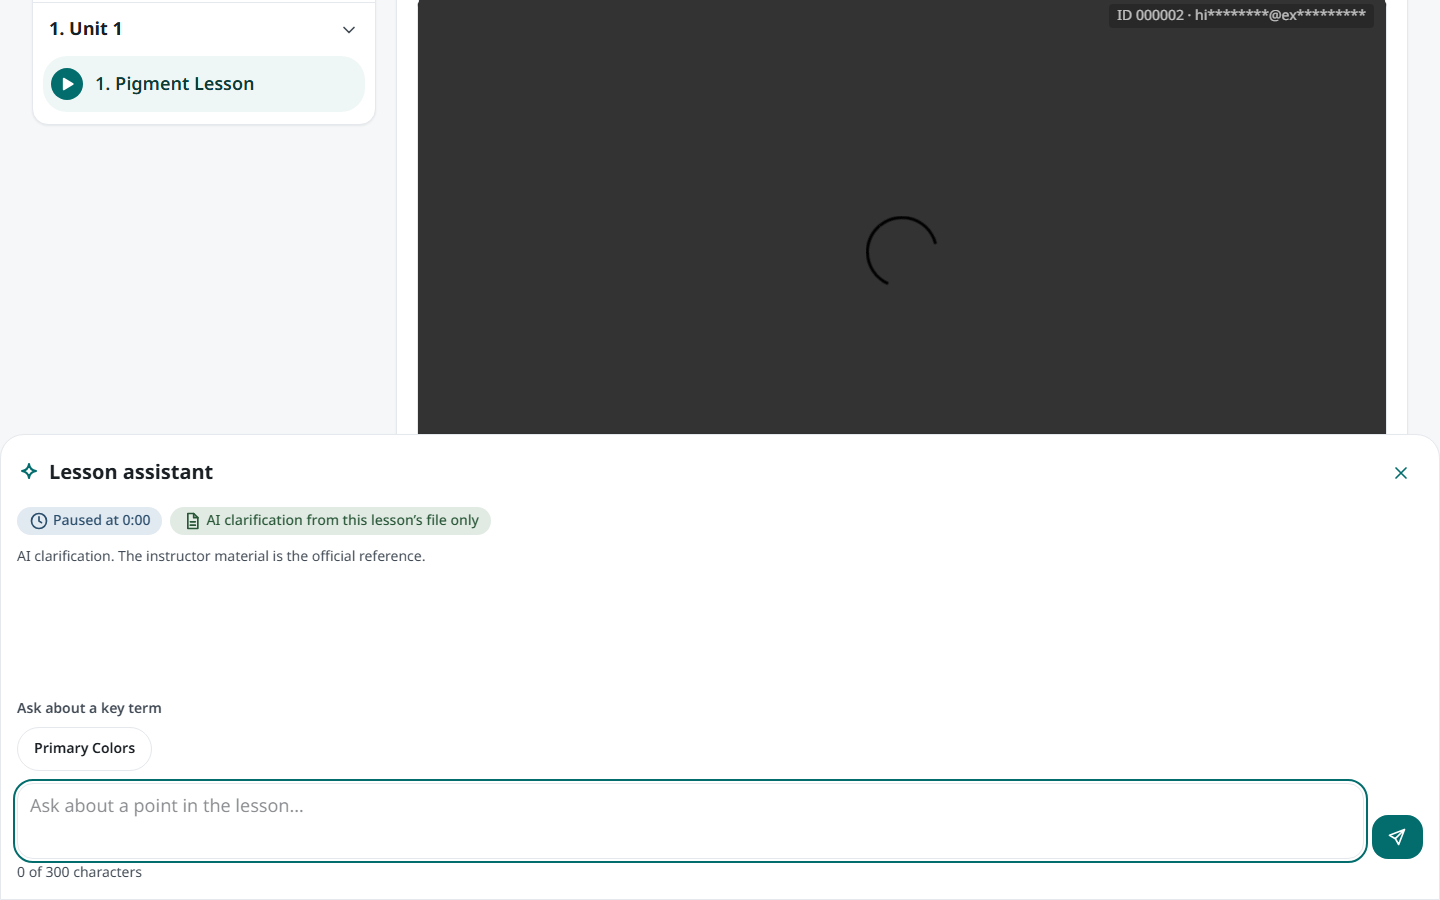 1. Unit 1
1. Pigment Lesson
ID 000002 · hi********@ex*********
Lesson assistant
Paused at 0:00
AI clarification from this lesson's file only
AI clarification. The instructor material is the official reference.
Ask about a key term
Primary Colors
Ask about a point in the lesson...
0 of 300 characters